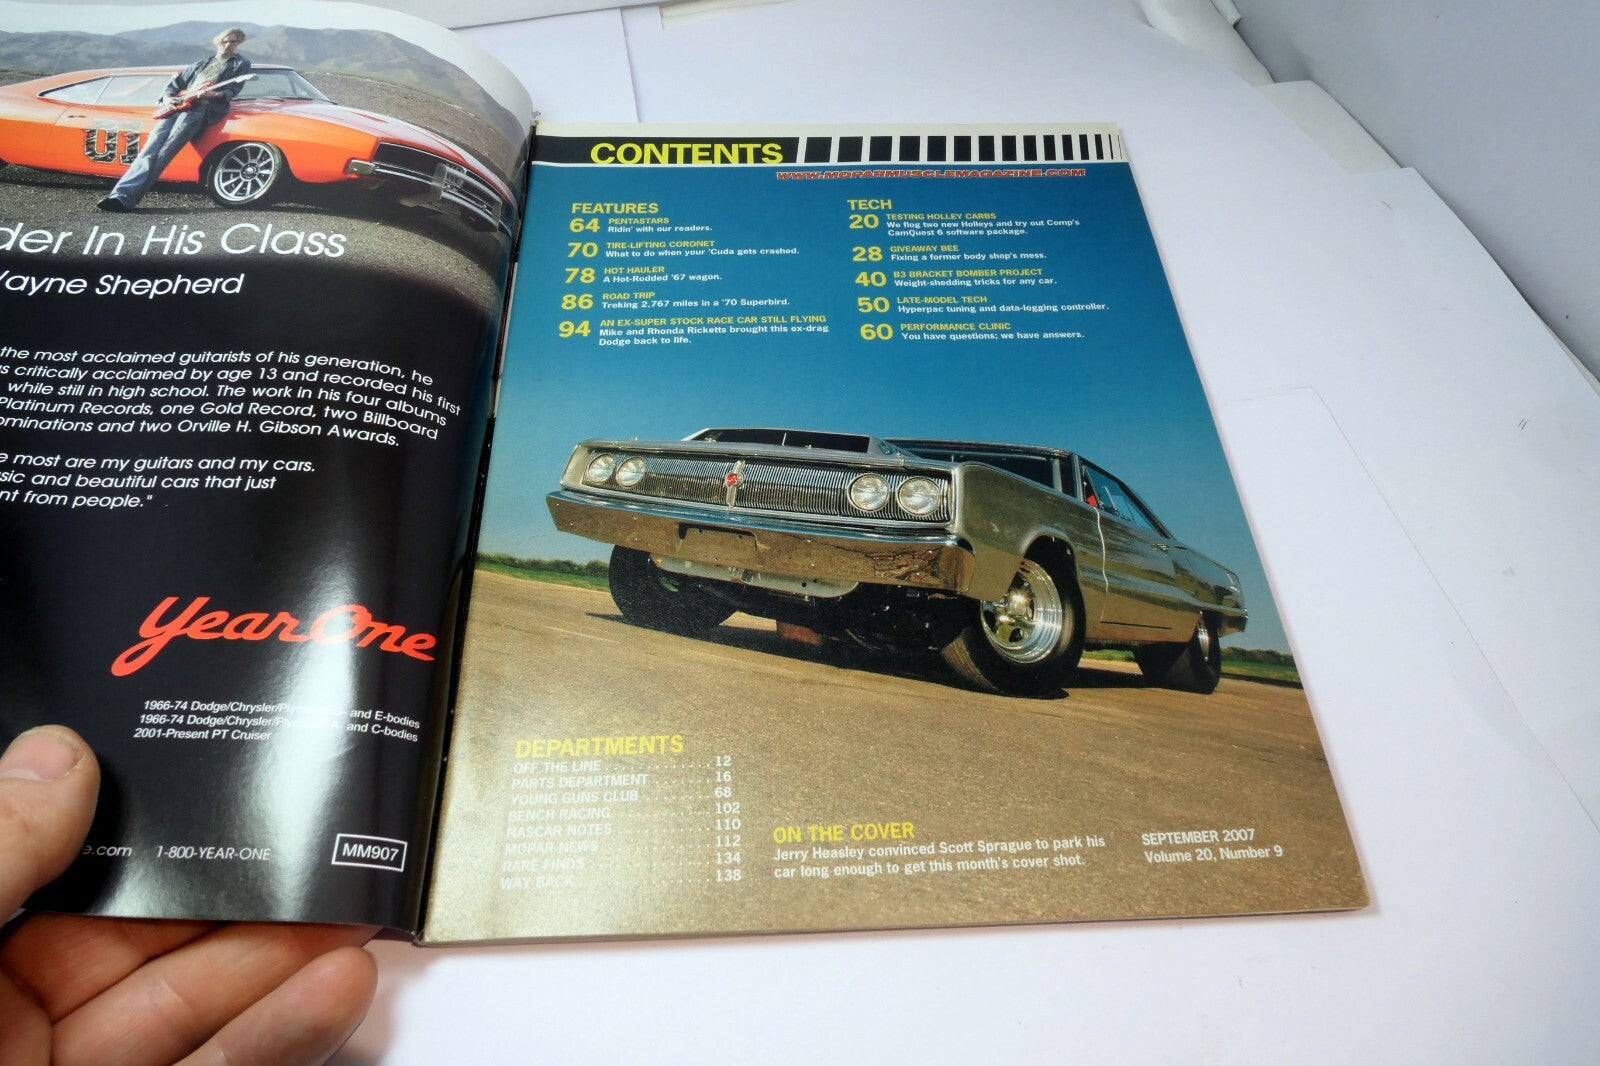 01
der In His Class
Wayne Shepherd
the most acclaimed guitarists of his generation, he
critically acclaimed by age 13 and recorded his first
while still in high school. The work in his four albums
Platinum Records, one Gold Record, two Billboard
ominations and two Orville H. Gibson Awards.
most are my guitars and my cars.
sic and beautiful cars that just
nt from people."
Year One
1966-74 Dodge/Chrysler/Plymouth B- and E-bodies
1966-74 Dodge/Chrysler/Plymouth A- and C-bodies
2001-Present PT Cruiser
e.com 1-800-YEAR-ONE
MM907
CONTENTS
WWW.MOPARMUSCLEMAGAZINE.COM
FEATURES
64 PENTASTARS
Ridin' with our readers.
70 TIRE-LIFTING CORONET
What to do when your 'Cuda gets crashed.
78 HOT HAULER
A Hot-Rodded '67 wagon.
86 ROAD TRIP
Treking 2,767 miles in a '70 Superbird.
94 AN EX-SUPER STOCK RACE CAR STILL FLYING
Mike and Rhonda Ricketts brought this ex-drag
Dodge back to life.
TECH
20 TESTING HOLLEY CARBS
We flog two new Holleys and try out Comp's
CamQuest 6 software package.
28 GIVEAWAY BEE
Fixing a former body shop's mess.
40 B3 BRACKET BOMBER PROJECT
Weight-shedding tricks for any car.
50 LATE-MODEL TECH
Hyperpac tuning and data-logging controller.
60 PERFORMANCE CLINIC
You have questions; we have answers.
DEPARTMENTS
OFF THE LINE . . . . . . . . . . . . . 12
PARTS DEPARTMENT . . . . . . . 16
YOUNG GUNS CLUB . . . . . . . . 68
BENCH RACING . . . . . . . . . . . 102
NASCAR NOTES . . . . . . . . . . . 110
MOPAR NEWS . . . . . . . . . . . . 112
RARE FINDS . . . . . . . . . . . . . 134
WAY BACK . . . . . . . . . . . . . . 138
ON THE COVER
Jerry Heasley convinced Scott Sprague to park his
car long enough to get this month's cover shot.
SEPTEMBER 2007
Volume 20, Number 9